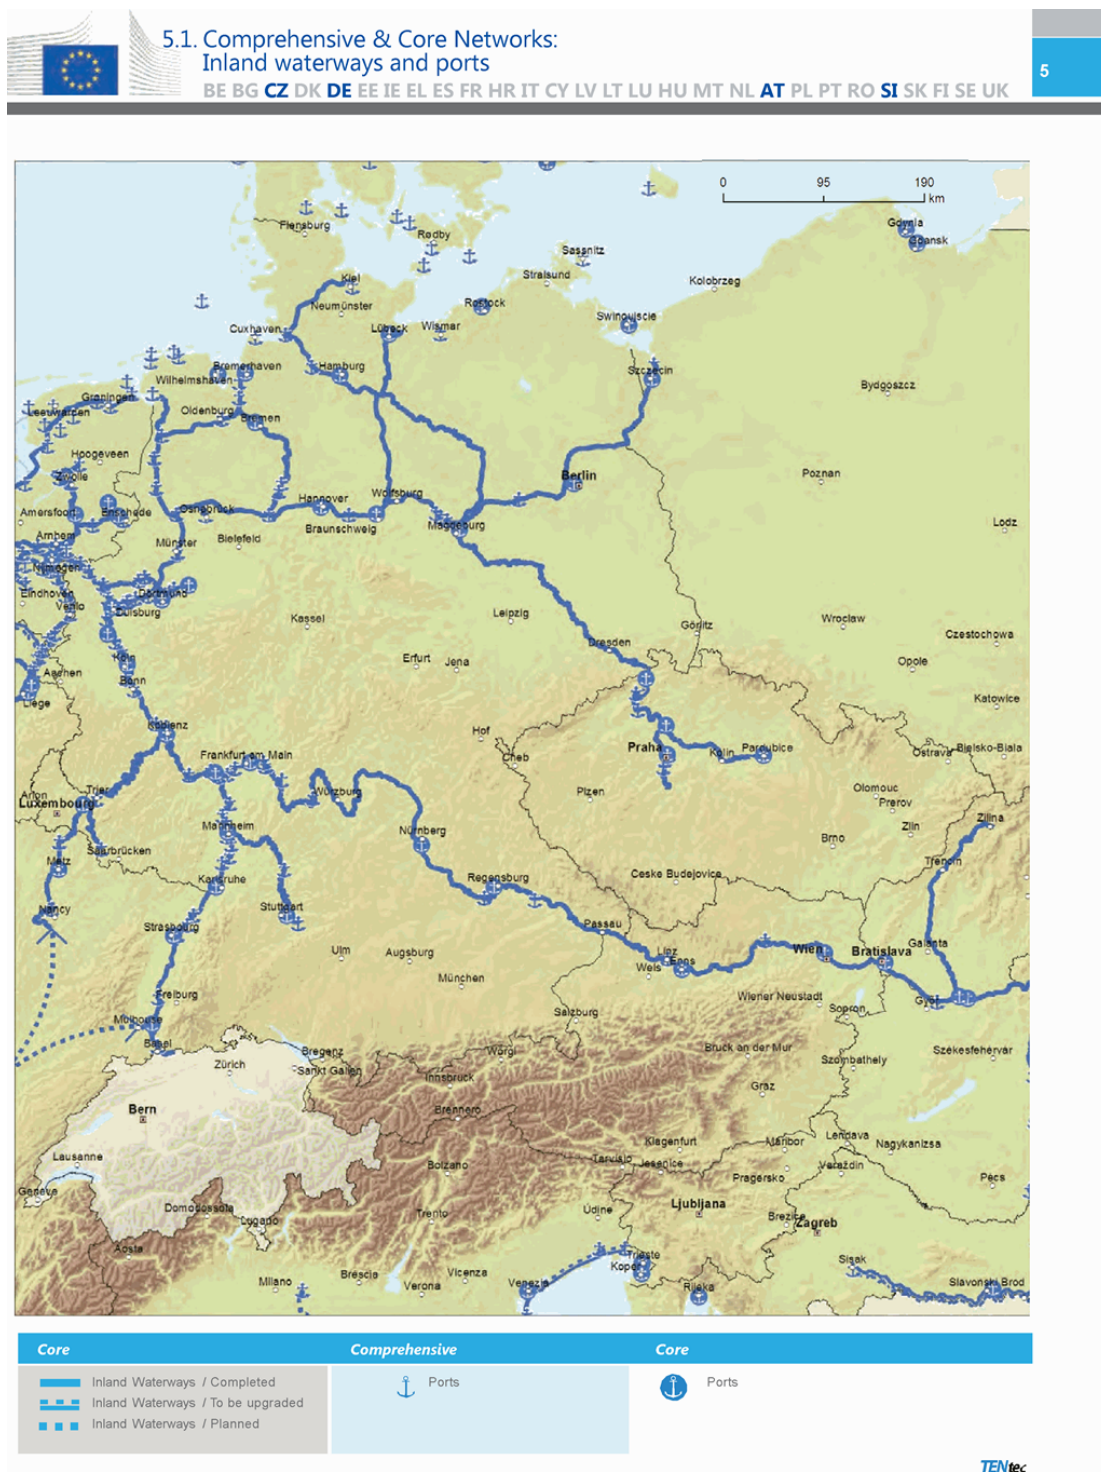 5.1. Comprehensive & Core Networks:
Inland waterways and ports
BE BG CZ DK DE EE IE EL ES FR HR IT CY LV LT LU HU MT NL AT PL PT RO SI SK FI SE UK
5
0 95 190
km
Gdynia
Gdansk
Flensburg
Rødby
Sassnitz
Stralsund
Kiel
Kolobrzeg
Neumünster
Rostock
Swinoujscie
Cuxhaven
Lübeck
Wismar
Bremerhaven
Hamburg
Szczecin
Wilhelmshaven
Bydgoszcz
Groningen
Leeuwarden
Oldenburg
Bremen
Hoogeveen
Zwolle
Berlin
Poznan
Hannover
Wolfsburg
Amersfoort
Enschede
Osnabrück
Braunschweig
Magdeburg
Lodz
Arnhem
Münster
Bielefeld
Nijmegen
Eindhoven
Dortmund
Venlo
Duisburg
Kassel
Leipzig
Görlitz
Wroclaw
Czestochowa
Dresden
Köln
Erfurt
Jena
Opole
Aachen
Bonn
Liège
Katowice
Koblenz
Hof
Frankfurt am Main
Cheb
Praha
Kolin
Pardubice
Ostrava
Bielsko-Biala
Arlon
Trier
Luxembourg
Würzburg
Plzen
Olomouc
Prerov
Zilina
Mannheim
Nürnberg
Brno
Zlin
Saarbrücken
Metz
Trencin
Karlsruhe
Regensburg
Ceske Budejovice
Nancy
Stuttgart
Strasbourg
Passau
Ulm
Augsburg
Linz
Enns
Wels
Wien
Bratislava
Galanta
München
Freiburg
Wiener Neustadt
Györ
Sopron
Mulhouse
Salzburg
Basel
Bregenz
Wörgl
Bruck an der Mur
Székesfehérvár
Zürich
Sankt Gallen
Szombathely
Innsbruck
Graz
Bern
Brennero
Klagenfurt
Maribor
Lendava
Nagykanizsa
Lausanne
Bolzano
Tarvisio
Jesenice
Varaždin
Pragersko
Pécs
Genève
Domodossola
Trento
Udine
Ljubljana
Brezice
Zagreb
Lugano
Aosta
Trieste
Koper
Sisak
Milano
Brescia
Verona
Vicenza
Venezia
Rijeka
Slavonski Brod
Core
Comprehensive
Core
Inland Waterways / Completed
Ports
Ports
Inland Waterways / To be upgraded
Inland Waterways / Planned
TENtec